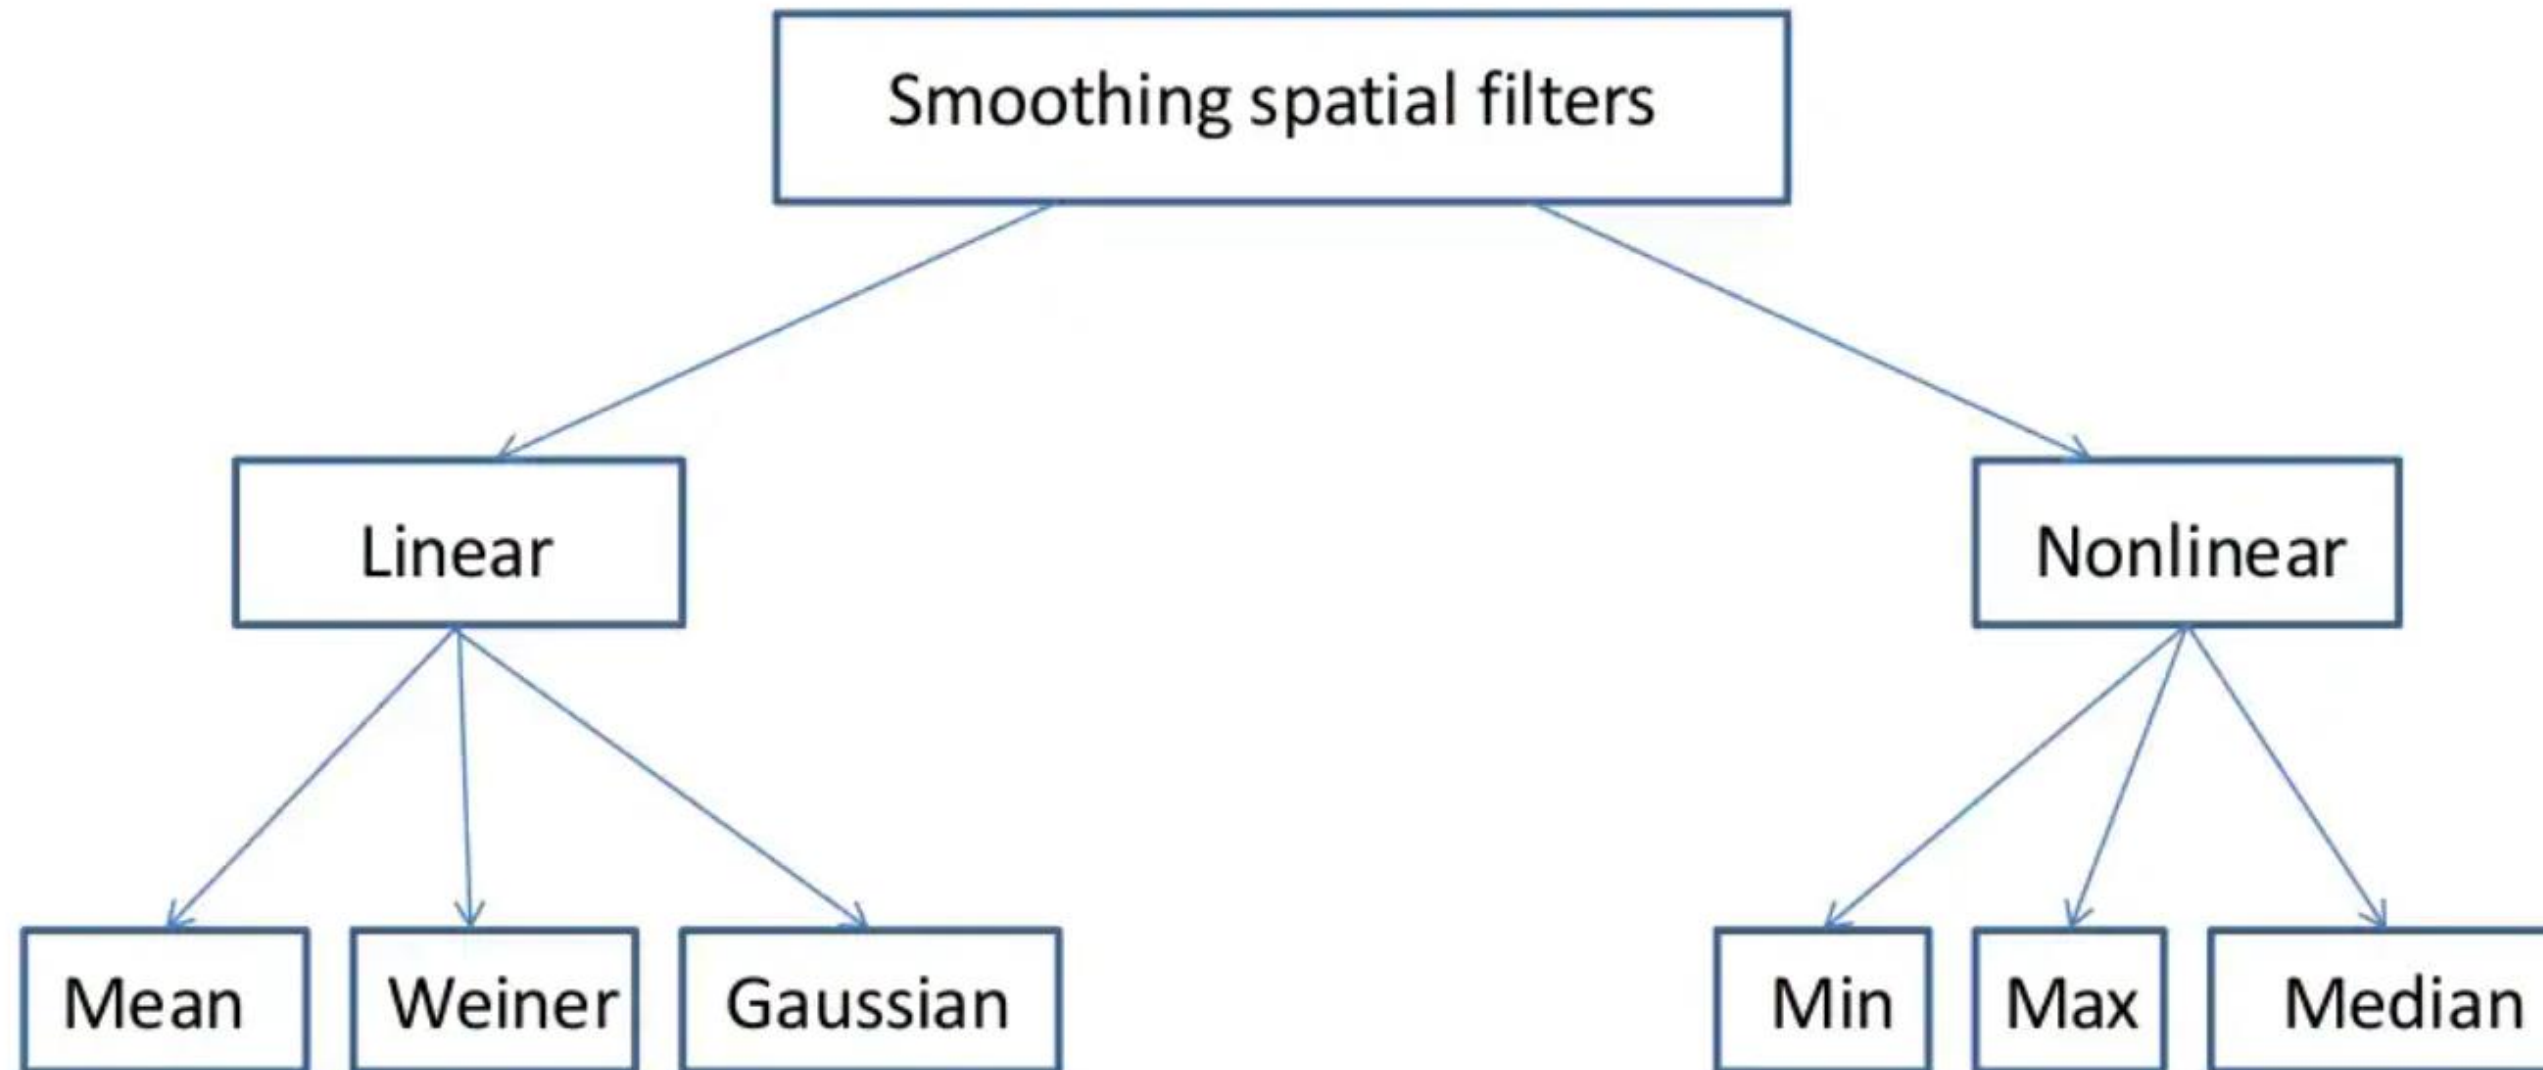 Smoothing spatial filters
Linear
Nonlinear
Mean
Weiner
Gaussian
Min
Max
Median